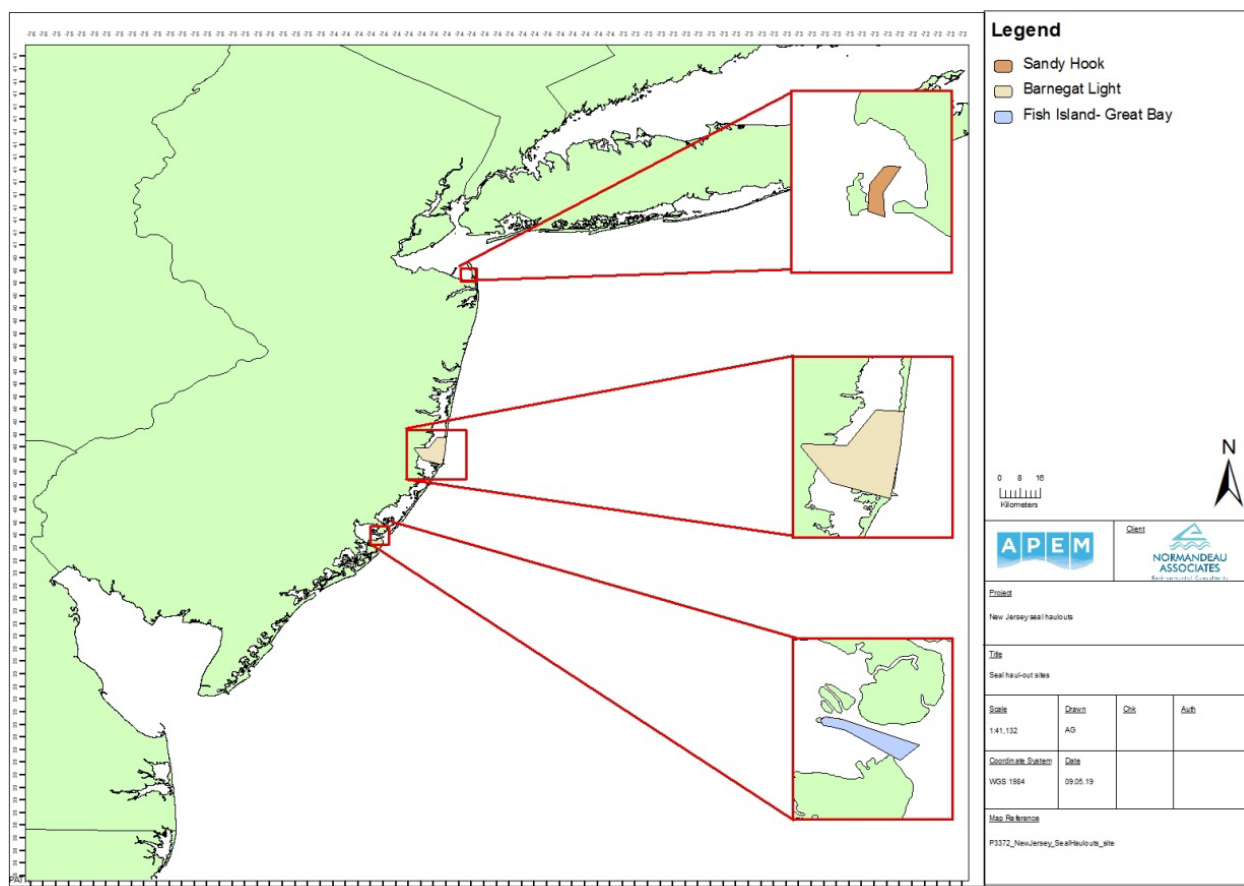 Legend
Sandy Hook
Barnegat Light
Fish Island- Great Bay
N
0 8 16
Kilometers
APEM
Client
NORMANDEAU
ASSOCIATES
Environmental Consultants
Project
New Jersey seal haulouts
Title
Seal haul-out sites
Scale
Drawn
Chk
Auth
1:41,132
AG
Coordinate System
Date
WGS 1984
09.05.19
Map Reference
P3372_NewJersey_SealHaulouts_site